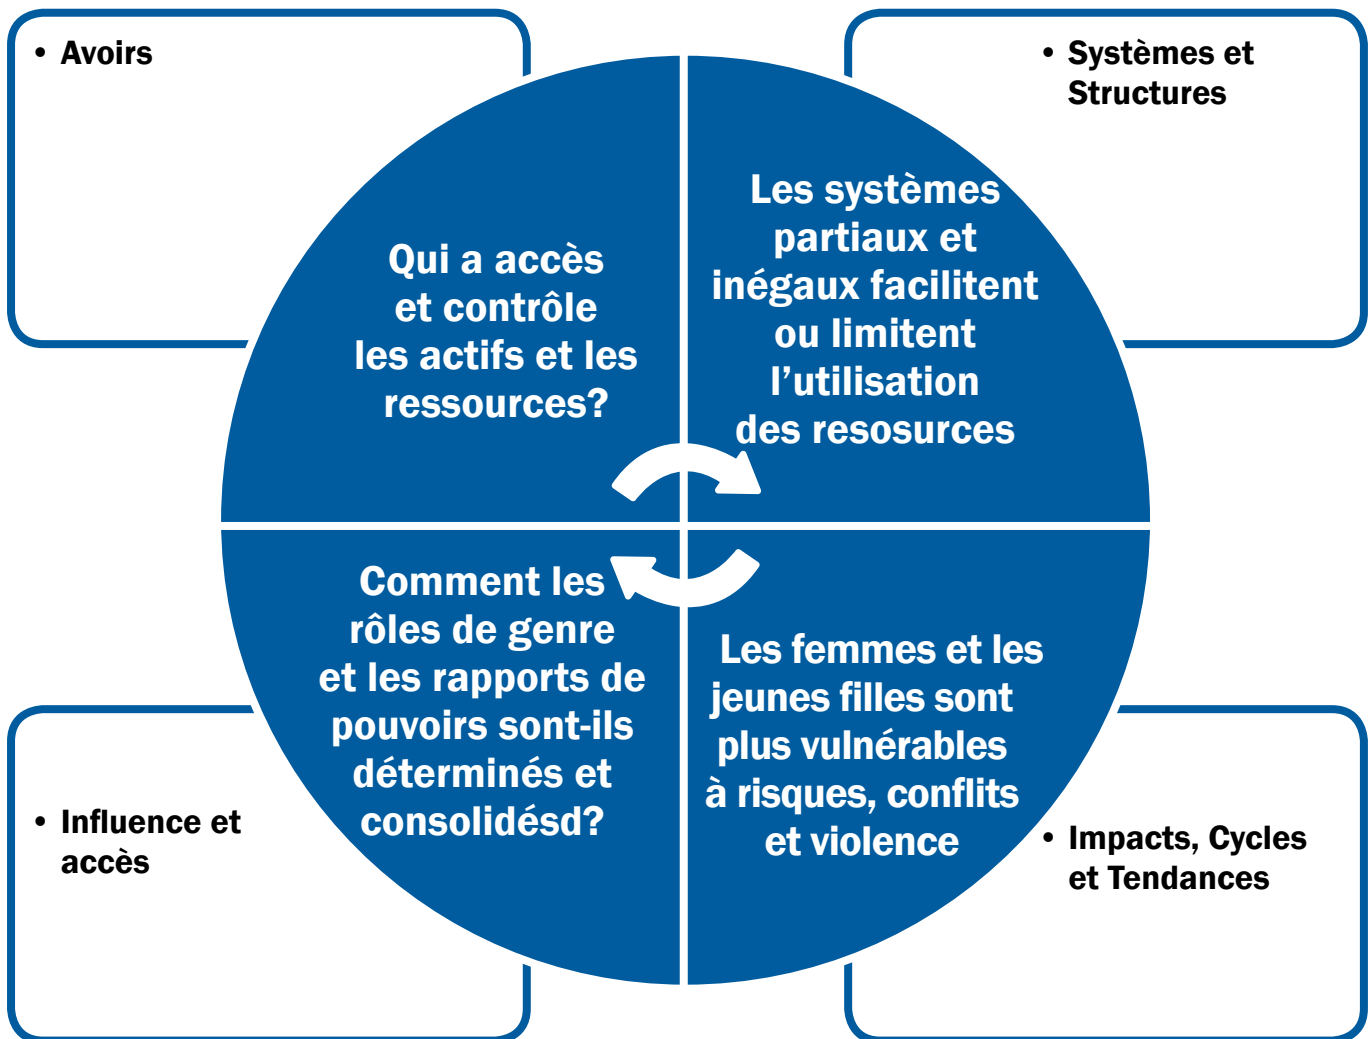 • Avoirs
Qui a accès
et contrôle
les actifs et les
ressources?
• Systèmes et
Structures
Les systèmes
partiaux et
inégaux facilitent
ou limitent
l’utilisation
des resosurces
Comment les
rôles de genre
et les rapports de
pouvoirs sont-ils
déterminés et
consolidésd?
• Influence et
accès
Les femmes et les
jeunes filles sont
plus vulnérables
à risques, conflits
et violence
• Impacts, Cycles
et Tendances